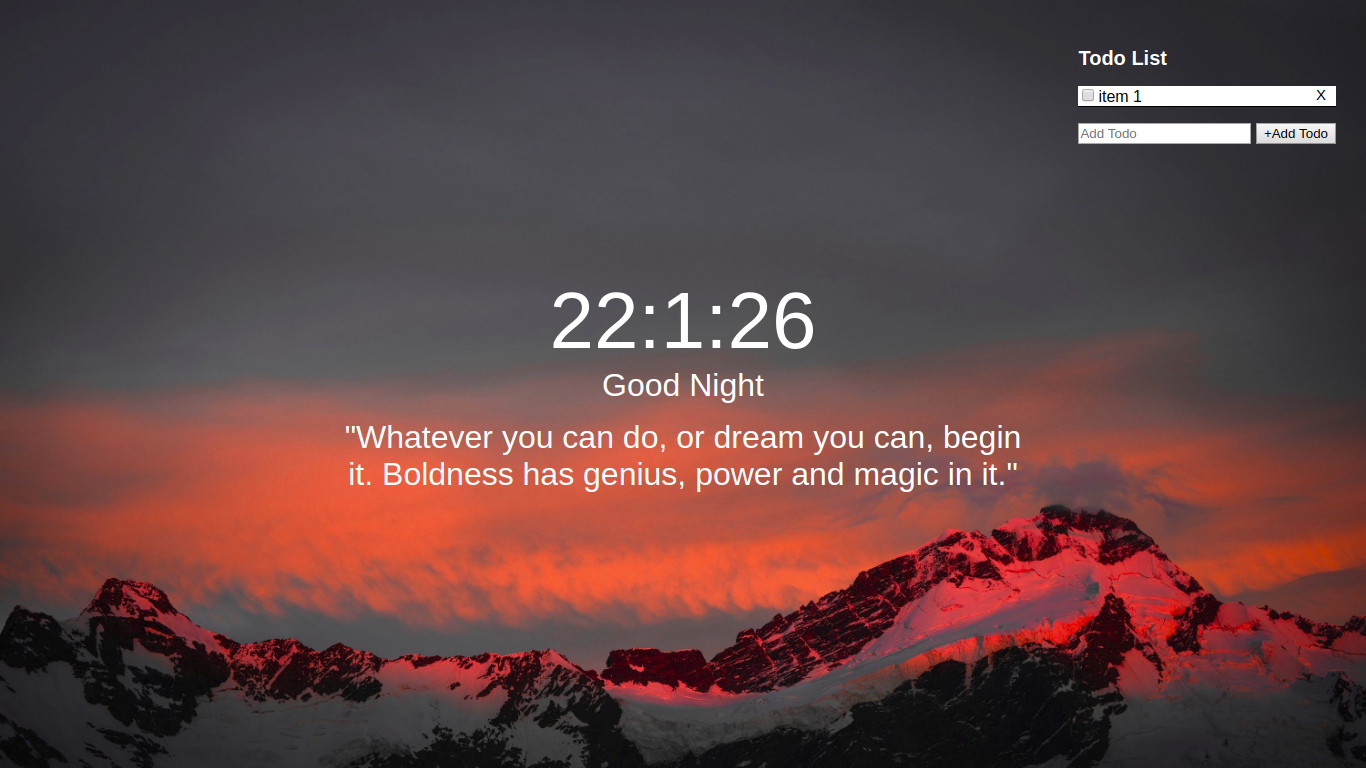 Todo List
item 1 X
Add Todo +Add Todo
22:1:26
Good Night
"Whatever you can do, or dream you can, begin
it. Boldness has genius, power and magic in it."